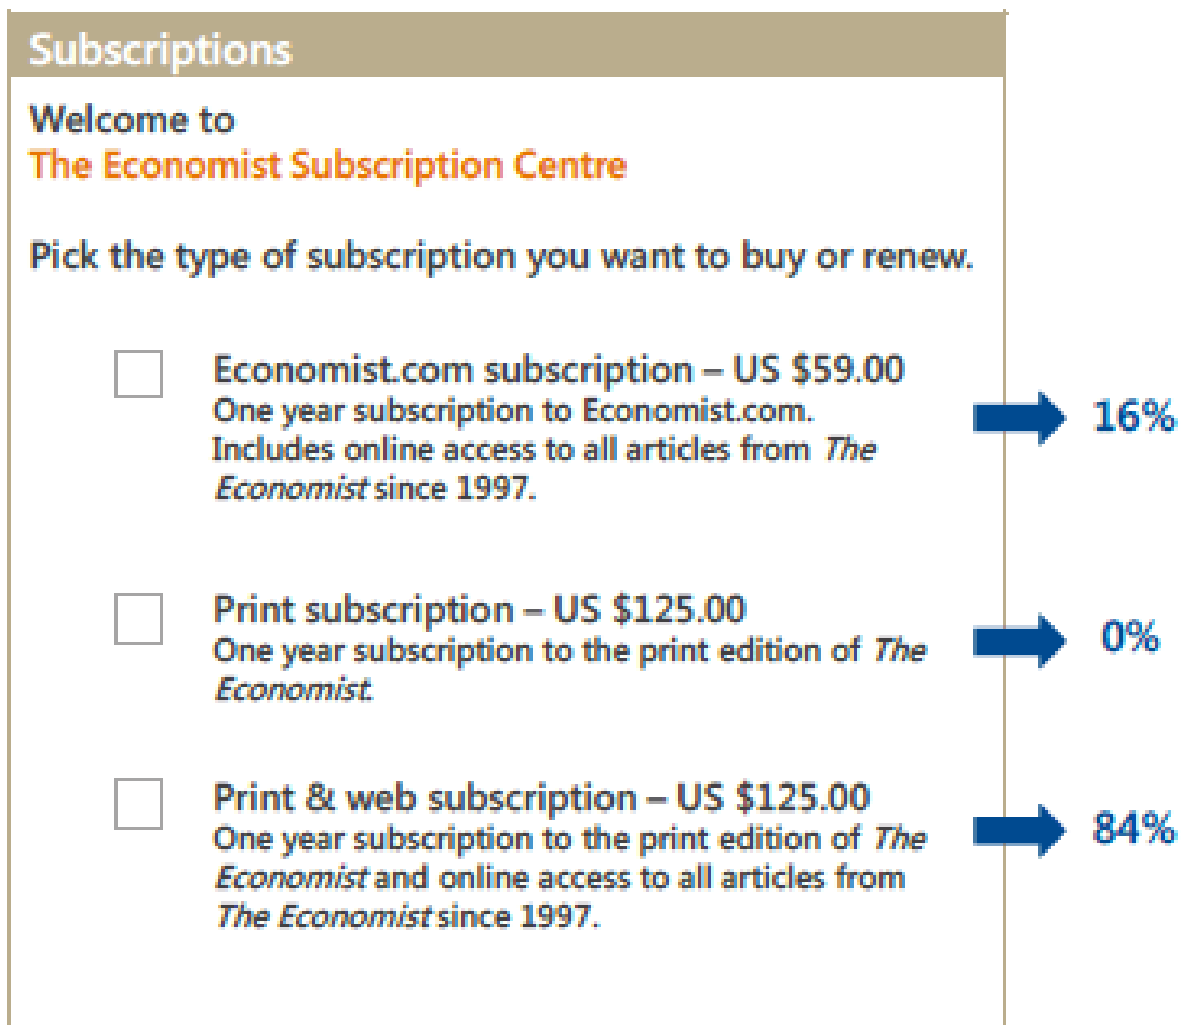 Subscriptions
Welcome to
The Economist Subscription Centre
Pick the type of subscription you want to buy or renew.
Economist.com subscription – US $59.00
One year subscription to Economist.com.
Includes online access to all articles from The
Economist since 1997.
16%
Print subscription – US $125.00
One year subscription to the print edition of The
Economist.
0%
Print & web subscription – US $125.00
One year subscription to the print edition of The
Economist and online access to all articles from
The Economist since 1997.
84%